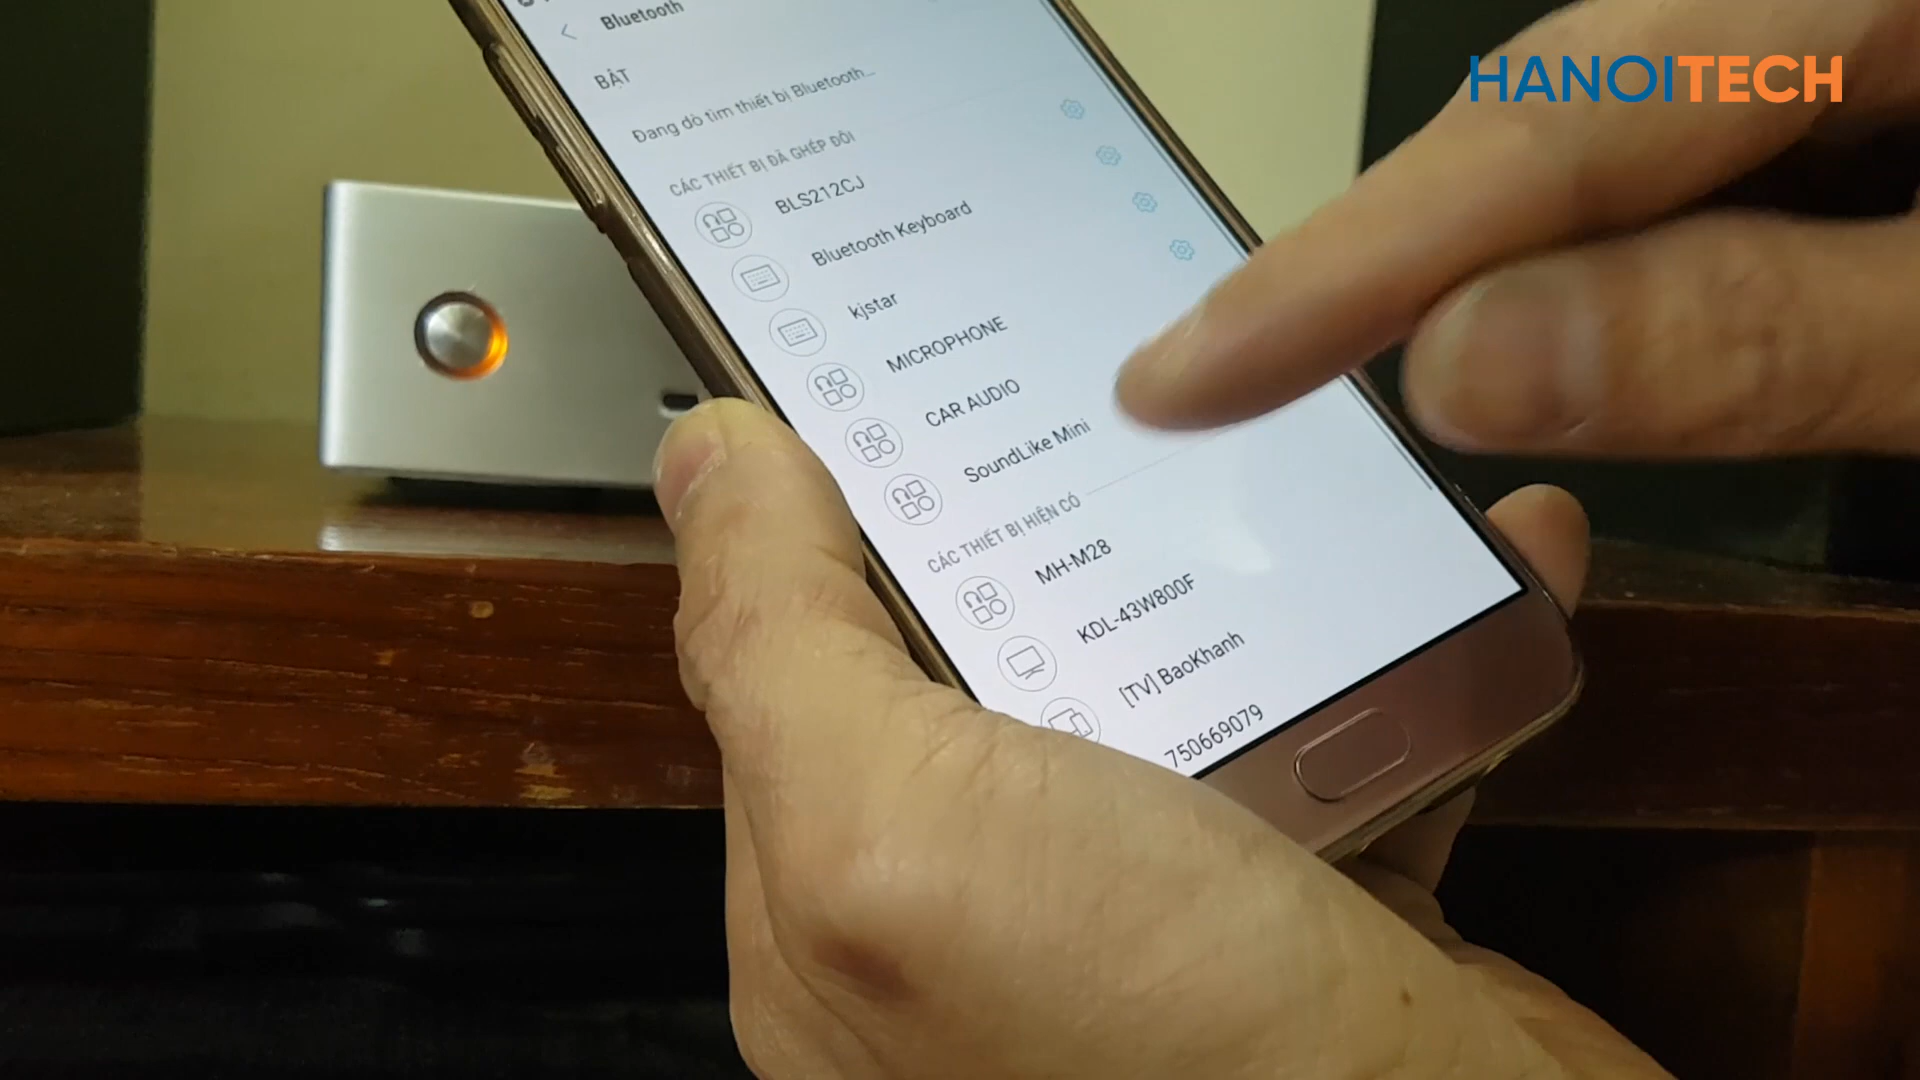 HANOITECH
Bluetooth
BẬT
Đang dò tìm thiết bị Bluetooth...
CÁC THIẾT BỊ ĐÃ GHÉP ĐÔI
BLS212CJ
Bluetooth Keyboard
kjstar
MICROPHONE
CAR AUDIO
SoundLike Mini
CÁC THIẾT BỊ HIỆN CÓ
MH-M28
KDL-43W800F
[TV] BaoKhanh
750669079